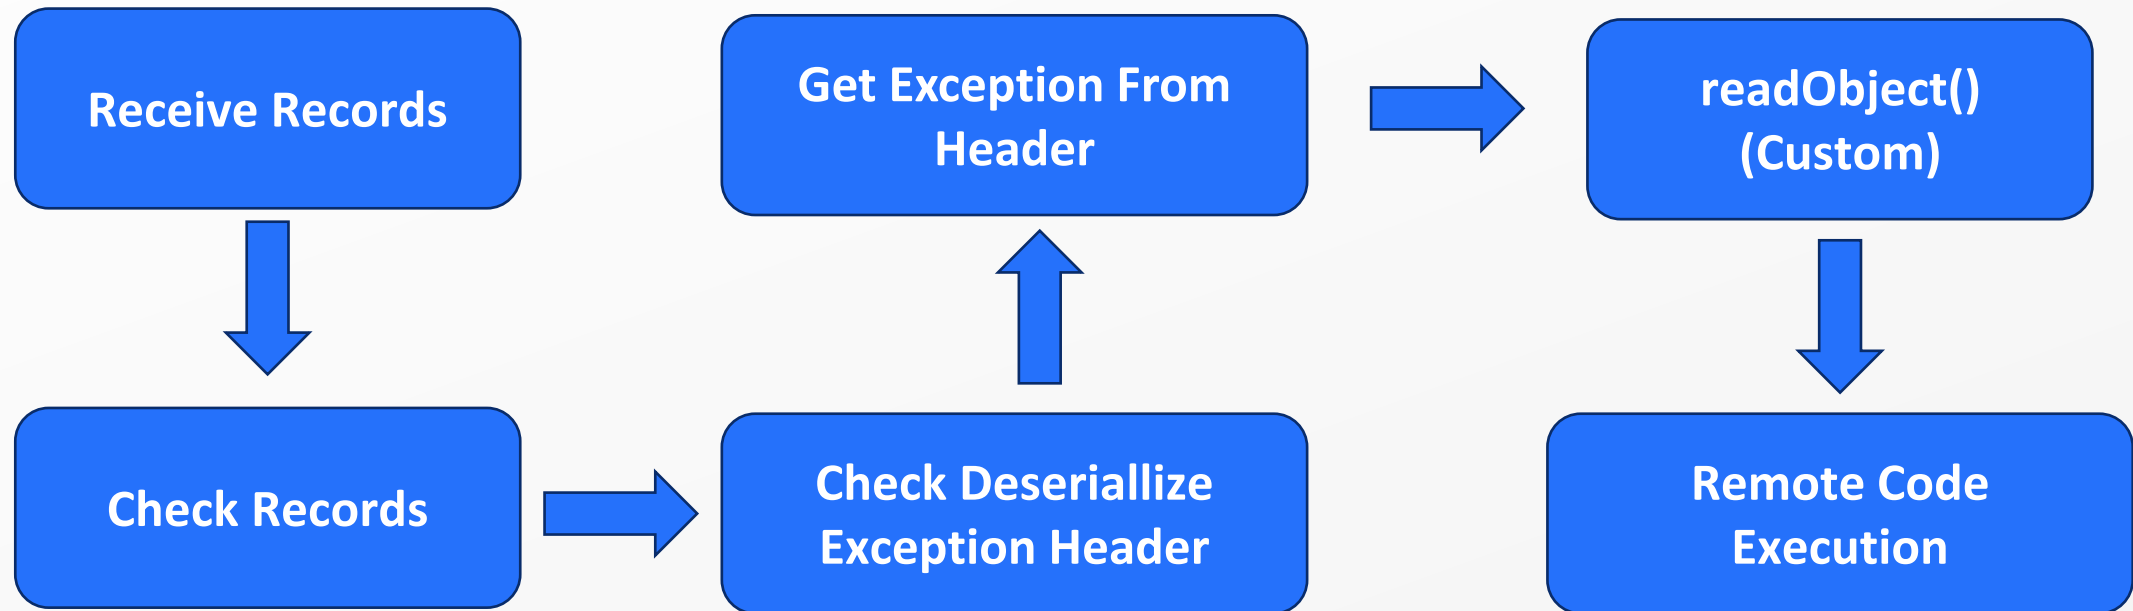 Receive Records
Check Records
Check Deseriallize
Exception Header
Get Exception From
Header
readObject()
(Custom)
Remote Code
Execution